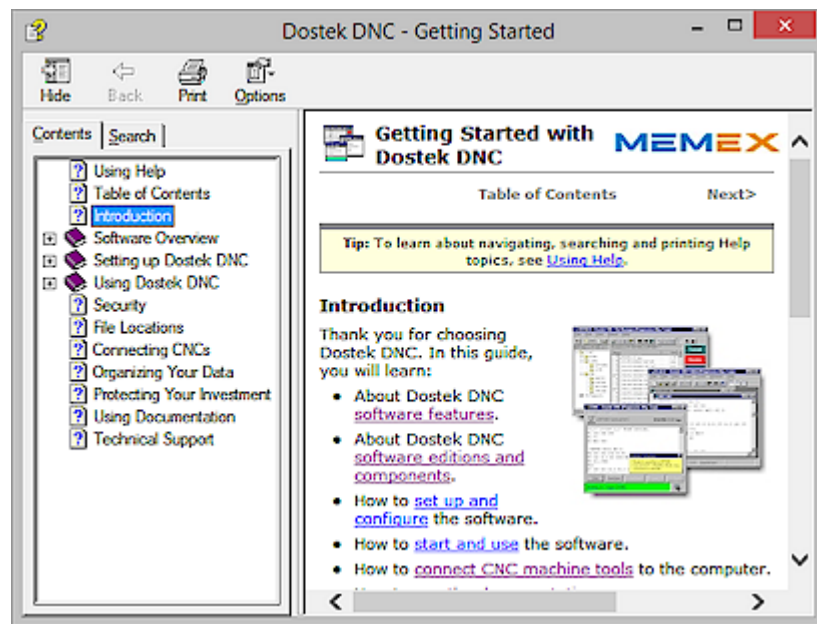 Dostek DNC - Getting Started
Hide Back Print Options
Contents Search
Using Help
Table of Contents
Introduction
Software Overview
Setting up Dostek DNC
Using Dostek DNC
Security
File Locations
Connecting CNCs
Organizing Your Data
Protecting Your Investment
Using Documentation
Technical Support
Getting Started with
Dostek DNC
MEMEX
Table of Contents Next>
Tip: To learn about navigating, searching and printing Help
topics, see Using Help.
Introduction
Thank you for choosing
Dostek DNC. In this guide,
you will learn:
• About Dostek DNC
software features.
• About Dostek DNC
software editions and
components.
• How to set up and
configure the software.
• How to start and use the software.
• How to connect CNC machine tools to the computer.